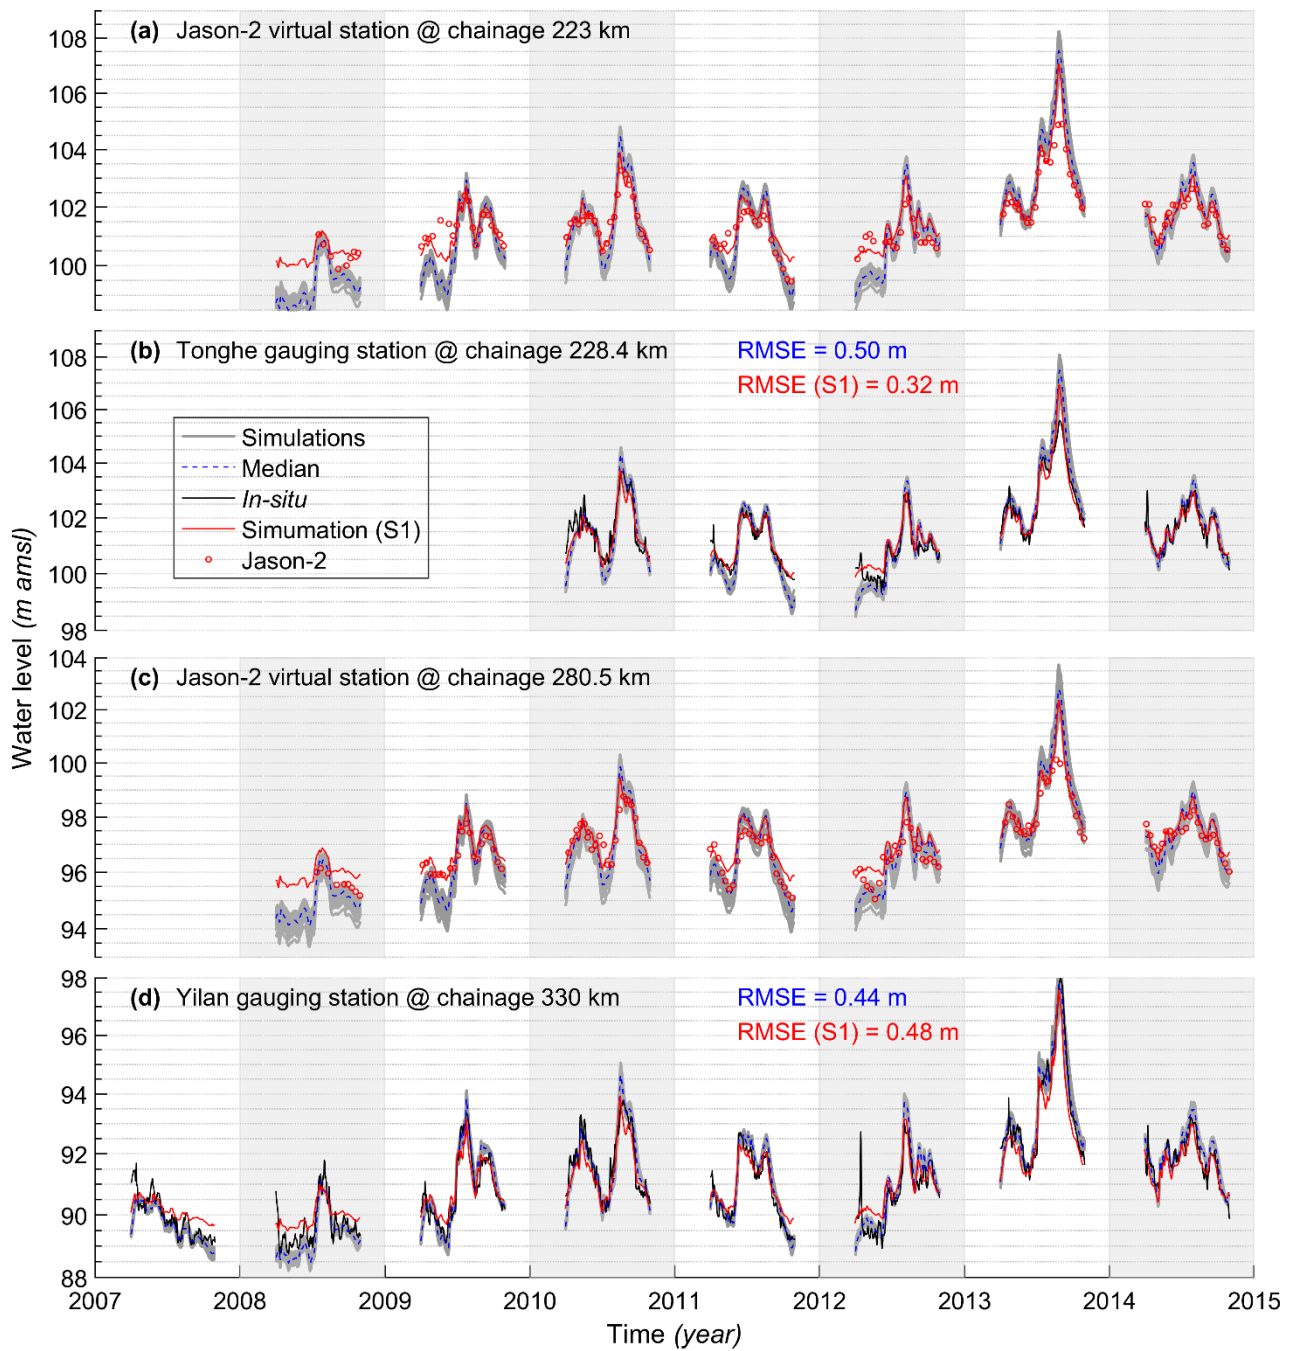 Water level (m amsl)
(a) Jason-2 virtual station @ chainage 223 km
108
106
104
102
100
(b) Tonghe gauging station @ chainage 228.4 km
RMSE = 0.50 m
RMSE (S1) = 0.32 m
108
106
104
102
100
98
Simulations
Median
In-situ
Simumation (S1)
Jason-2
(c) Jason-2 virtual station @ chainage 280.5 km
104
102
100
98
96
94
(d) Yilan gauging station @ chainage 330 km
RMSE = 0.44 m
RMSE (S1) = 0.48 m
98
96
94
92
90
88
2007 2008 2009 2010 2011 2012 2013 2014 2015
Time (year)